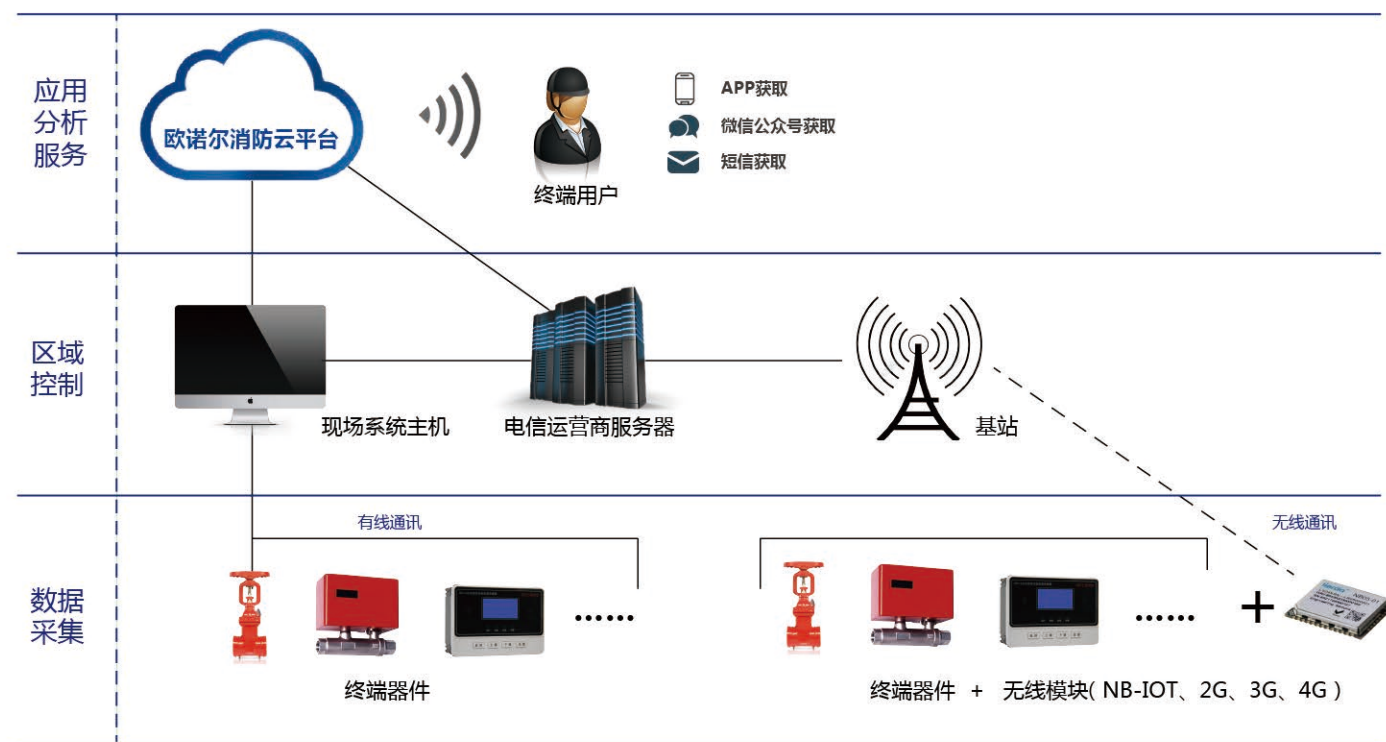 应用
分析
服务
欧诺尔消防云平台
终端用户
APP获取
微信公众号获取
短信获取
区域
控制
现场系统主机
电信运营商服务器
基站
数据
采集
有线通讯
无线通讯
······
······
+
终端器件
终端器件 + 无线模块( NB-IOT、2G、3G、4G )